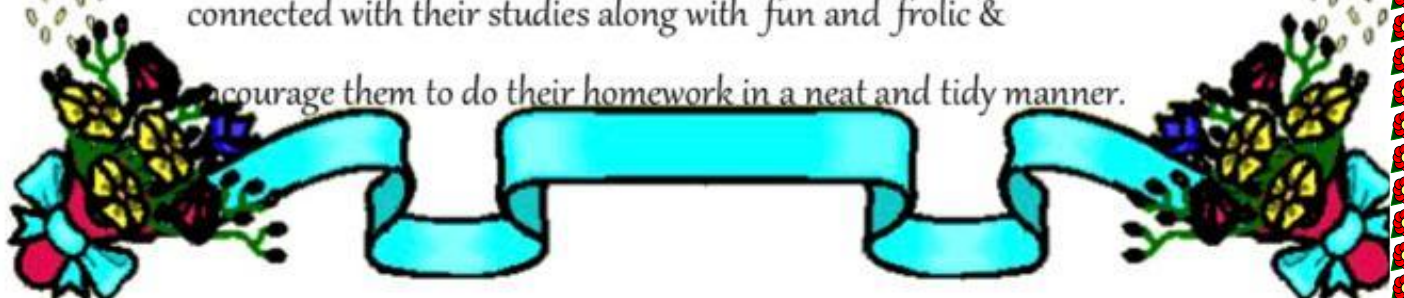 connected with their studies along with fun and frolic &
courage them to do their homework in a neat and tidy manner.